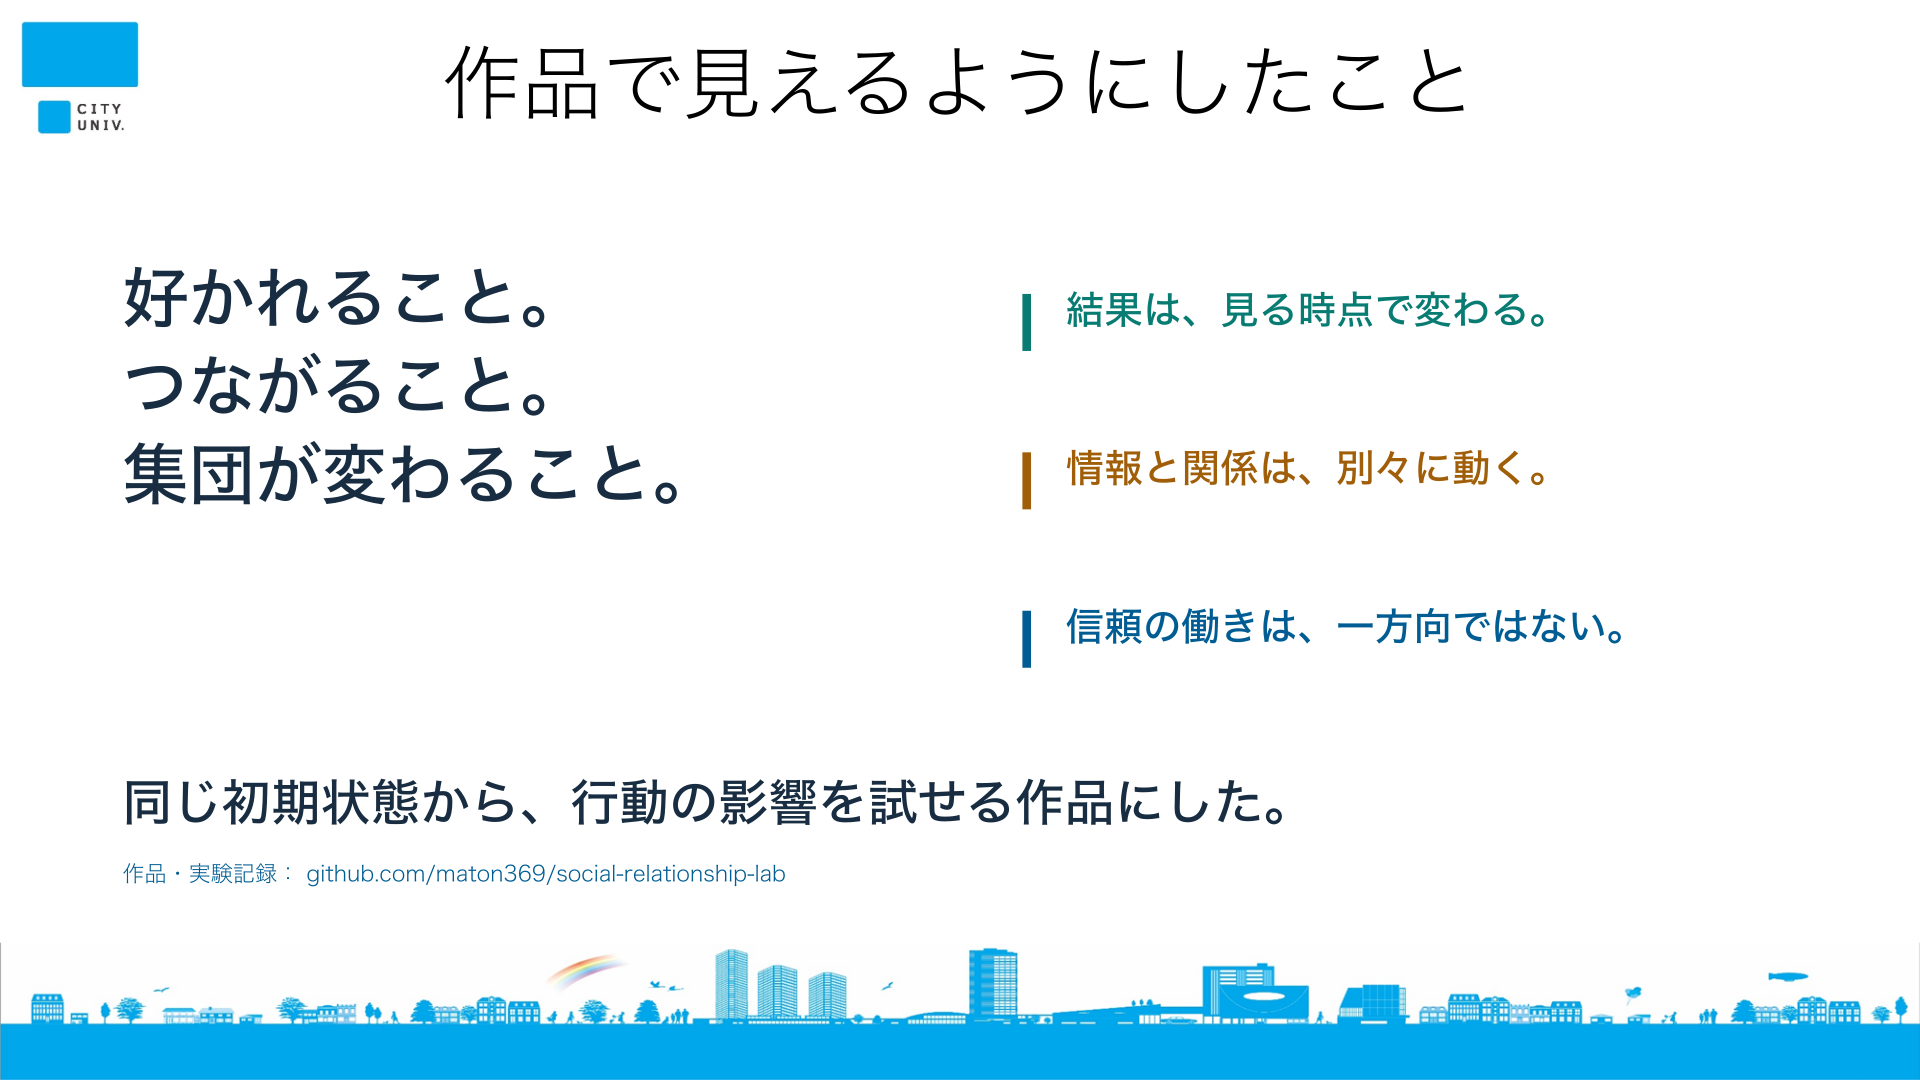 CITY
UNIV.
作品で見えるようにしたこと
好かれること。
つながること。
集団が変わること。
結果は、見る時点で変わる。
情報と関係は、別々に動く。
信頼の働きは、一方向ではない。
同じ初期状態から、行動の影響を試せる作品にした。
作品・実験記録： github.com/maton369/social-relationship-lab